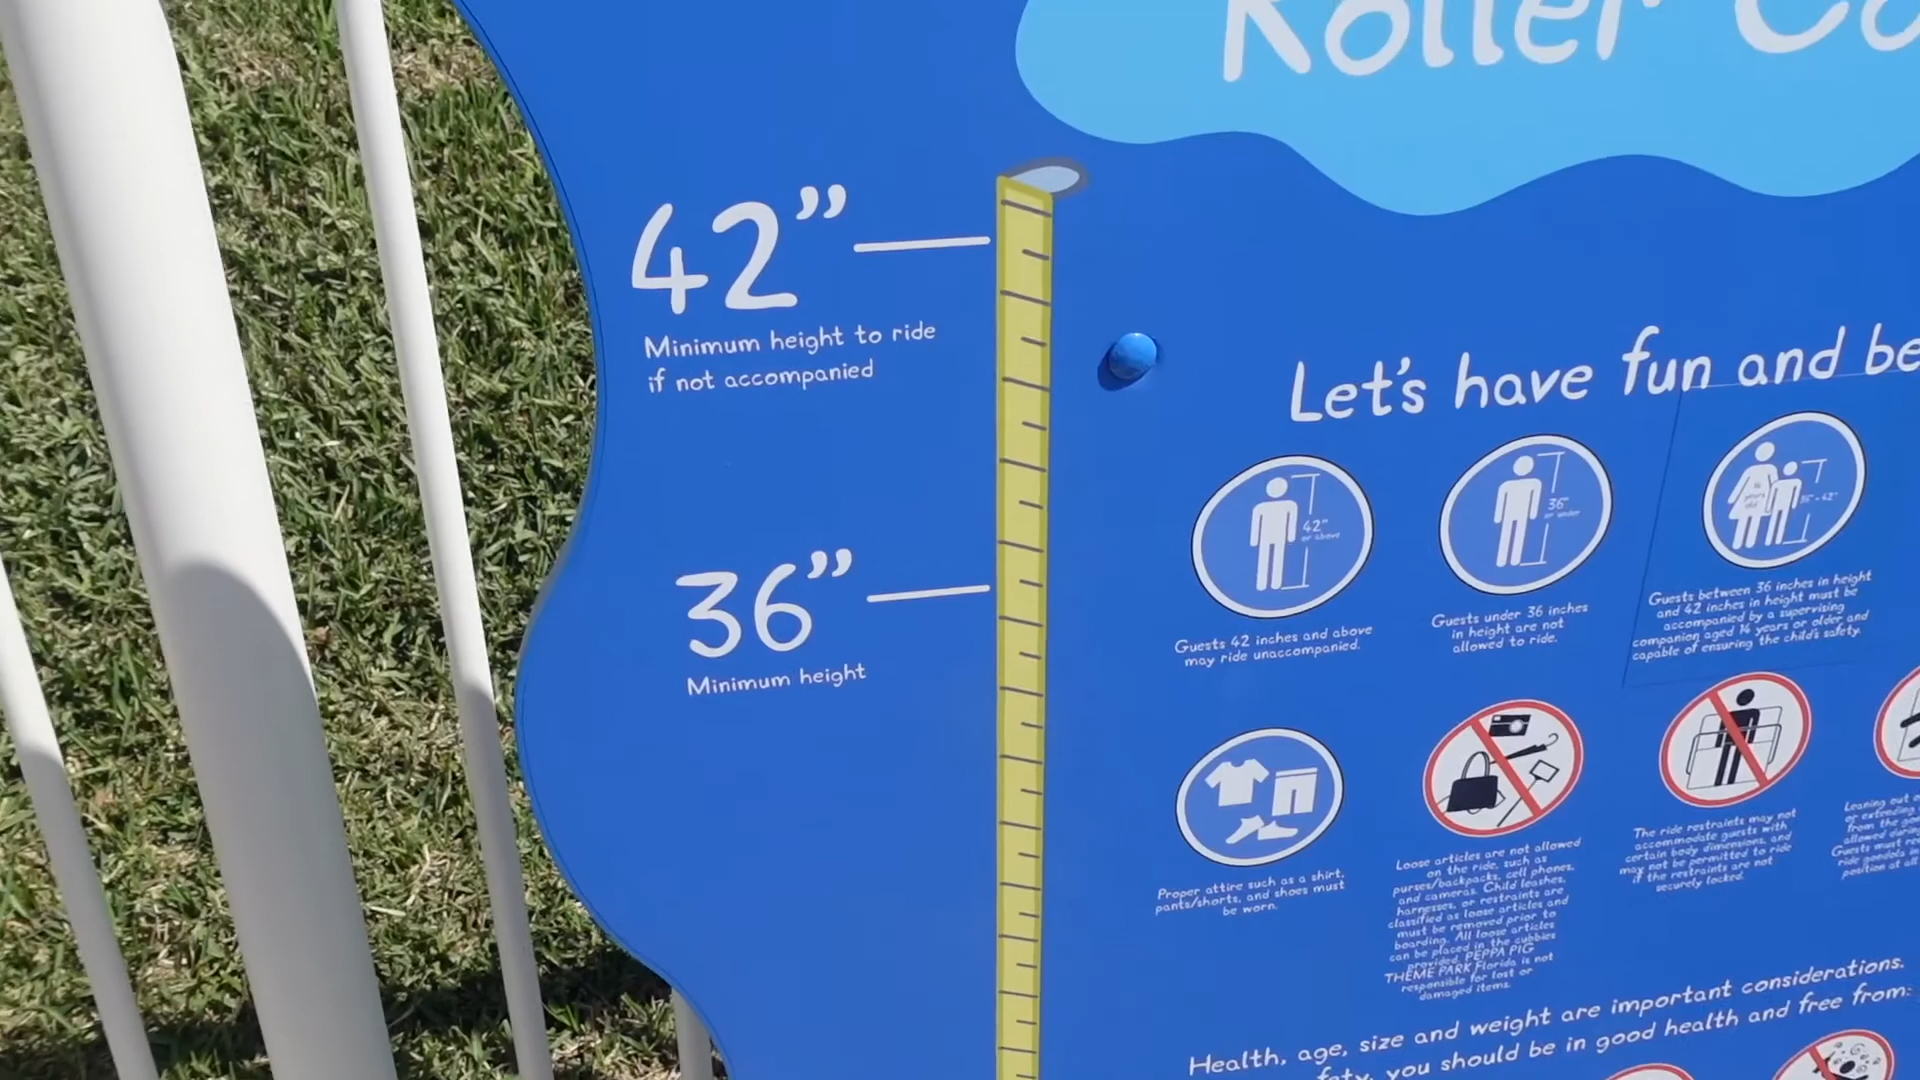 Roller Co
42”
Minimum height to ride
if not accompanied
36”
Minimum height
Let's have fun and be
42"
or above
36"
or under
36" - 42"
Guests 42 inches and above
may ride unaccompanied.
Guests under 36 inches
in height are not
allowed to ride.
Guests between 36 inches in height
and 42 inches in height must be
accompanied by a supervising
companion aged 14 years or older and
capable of ensuring the child's safety.
Proper attire such as a shirt,
pants/shorts, and shoes must
be worn.
Loose articles are not allowed
on the ride, such as
purses/backpacks, cell phones,
and cameras. Child leashes,
harnesses, or restraints are
classified as loose articles and
must be removed prior to
boarding. All loose articles
can be placed in the cubbies
provided. PEPPA PIG
THEME PARK Florida is not
responsible for lost or
damaged items.
The ride restraints may not
accommodate guests with
certain body dimensions, and
may not be permitted to ride
if the restraints are not
securely locked.
Leaning out o
or extending
from the gon
allowed during
Guests must re
ride gondola in
position at all
Health, age, size and weight are important considerations.
fety, you should be in good health and free from: